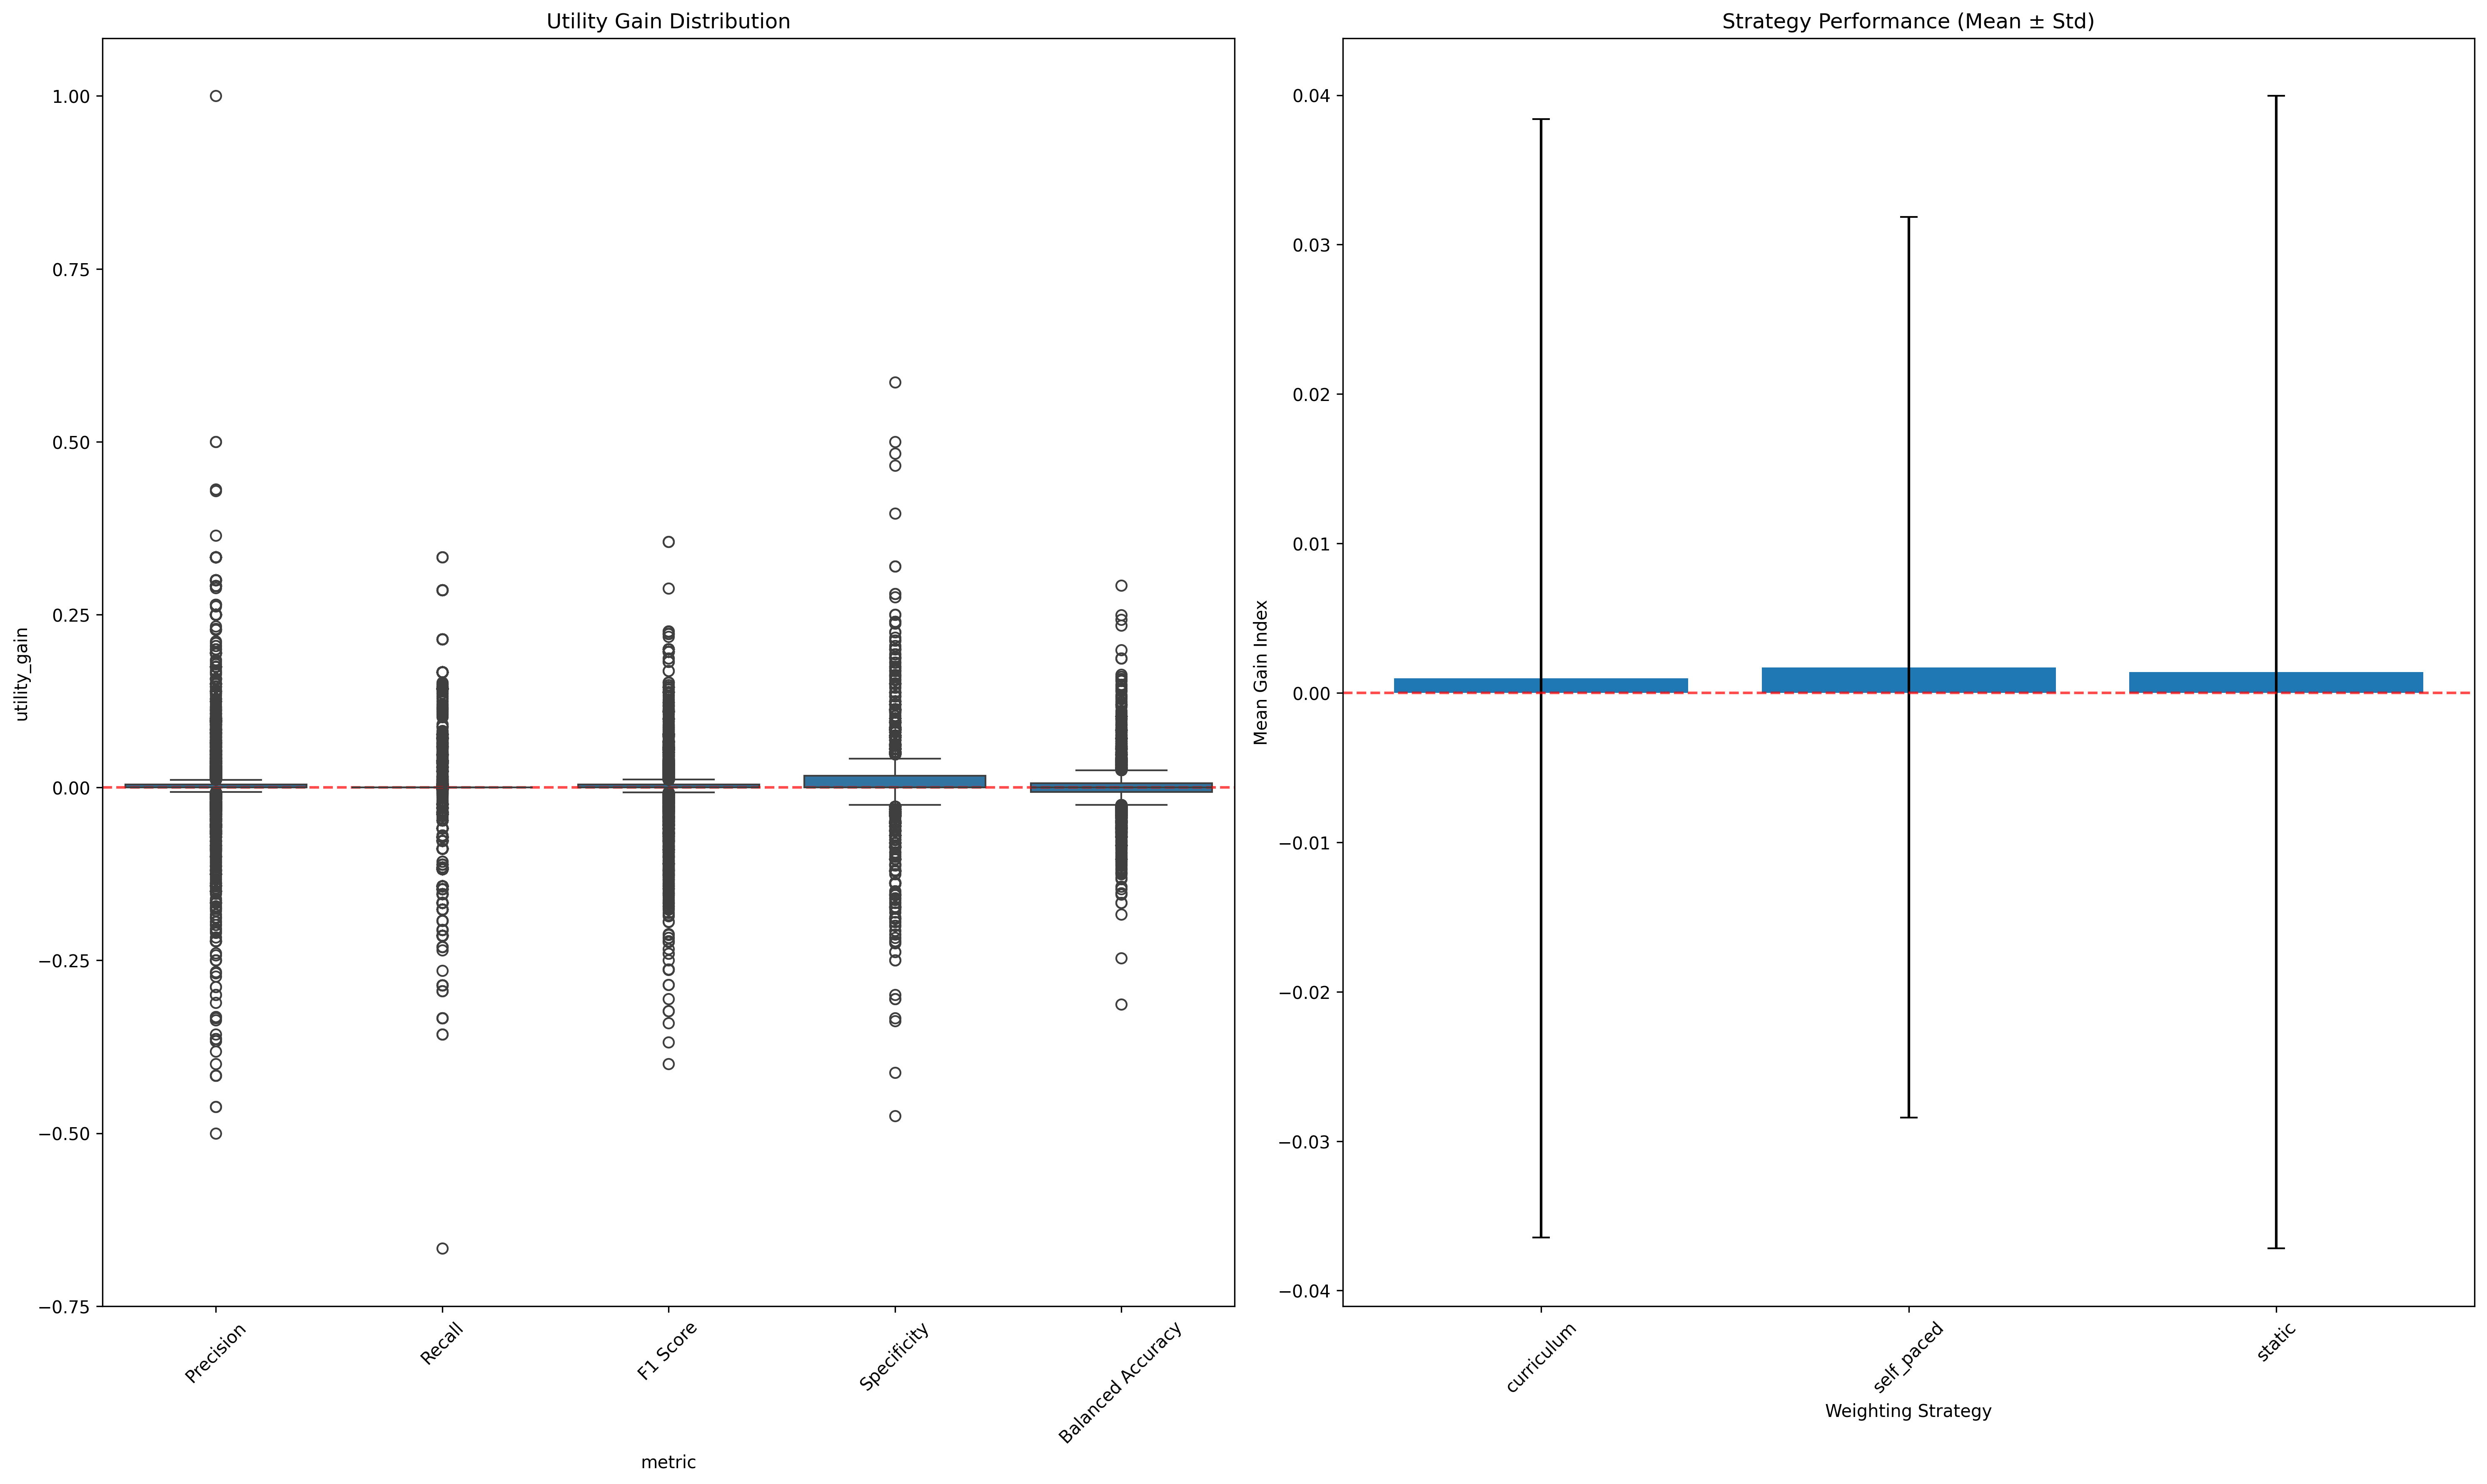 Utility Gain Distribution
utility_gain
1.00
0.75
0.50
0.25
0.00
−0.25
−0.50
−0.75
Precision
Recall
F1 Score
Specificity
Balanced Accuracy
metric
Strategy Performance (Mean ± Std)
Mean Gain Index
0.04
0.03
0.02
0.01
0.00
−0.01
−0.02
−0.03
−0.04
curriculum
self_paced
static
Weighting Strategy